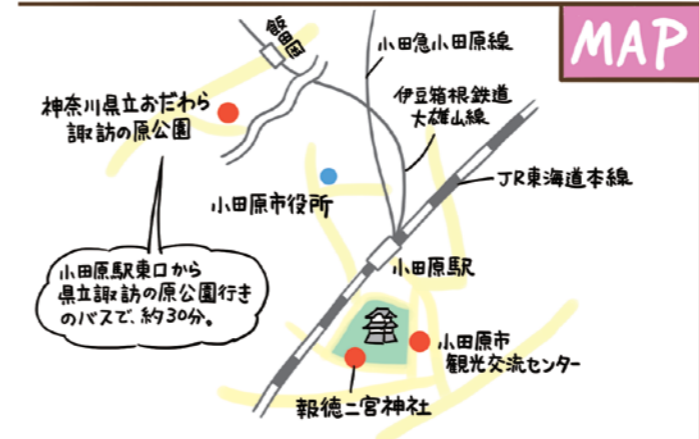 MAP
飯田岡
小田急小田原線
伊豆箱根鉄道
大雄山線
神奈川県立おだわら
諏訪の原公園
JR東海道本線
小田原市役所
小田原駅
小田原駅東口から
県立諏訪の原公園行き
のバスで、約30分。
小田原市
観光交流センター
報徳二宮神社